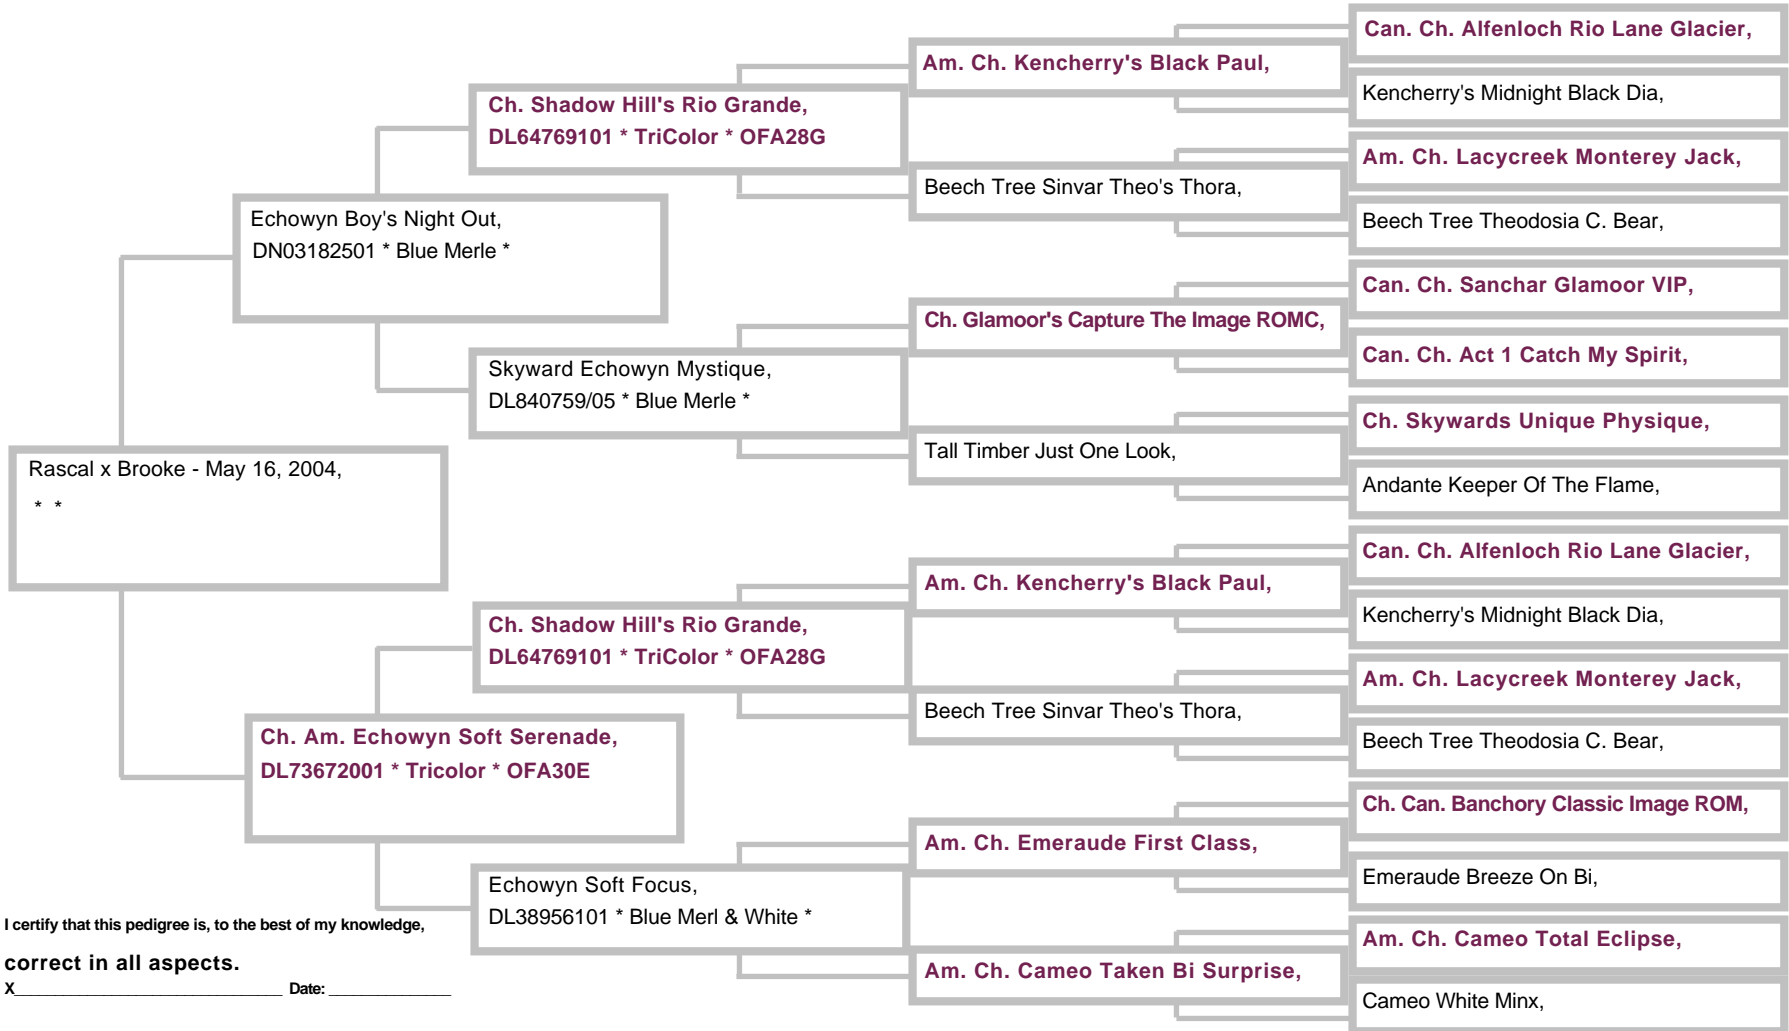 Rascal x Brooke - May 16, 2004,
* *
Echowyn Boy's Night Out,
DN03182501 * Blue Merle *
Ch. Am. Echowyn Soft Serenade,
DL73672001 * Tricolor * OFA30E
Ch. Shadow Hill's Rio Grande,
DL64769101 * TriColor * OFA28G
Skyward Echowyn Mystique,
DL840759/05 * Blue Merle *
Ch. Shadow Hill's Rio Grande,
DL64769101 * TriColor * OFA28G
Echowyn Soft Focus,
DL38956101 * Blue Merl & White *
Am. Ch. Kencherry's Black Paul,
Beech Tree Sinvar Theo's Thora,
Ch. Glamoor's Capture The Image ROMC,
Tall Timber Just One Look,
Am. Ch. Kencherry's Black Paul,
Beech Tree Sinvar Theo's Thora,
Am. Ch. Emeraude First Class,
Am. Ch. Cameo Taken Bi Surprise,
Can. Ch. Alfenloch Rio Lane Glacier,
Kencherry's Midnight Black Dia,
Am. Ch. Lacycreek Monterey Jack,
Beech Tree Theodosia C. Bear,
Can. Ch. Sanchar Glamoor VIP,
Can. Ch. Act 1 Catch My Spirit,
Ch. Skywards Unique Physique,
Andante Keeper Of The Flame,
Can. Ch. Alfenloch Rio Lane Glacier,
Kencherry's Midnight Black Dia,
Am. Ch. Lacycreek Monterey Jack,
Beech Tree Theodosia C. Bear,
Ch. Can. Banchory Classic Image ROM,
Emeraude Breeze On Bi,
Am. Ch. Cameo Total Eclipse,
Cameo White Minx,
I certify that this pedigree is, to the best of my knowledge,
correct in all aspects.
X_________________________________ Date: _______________